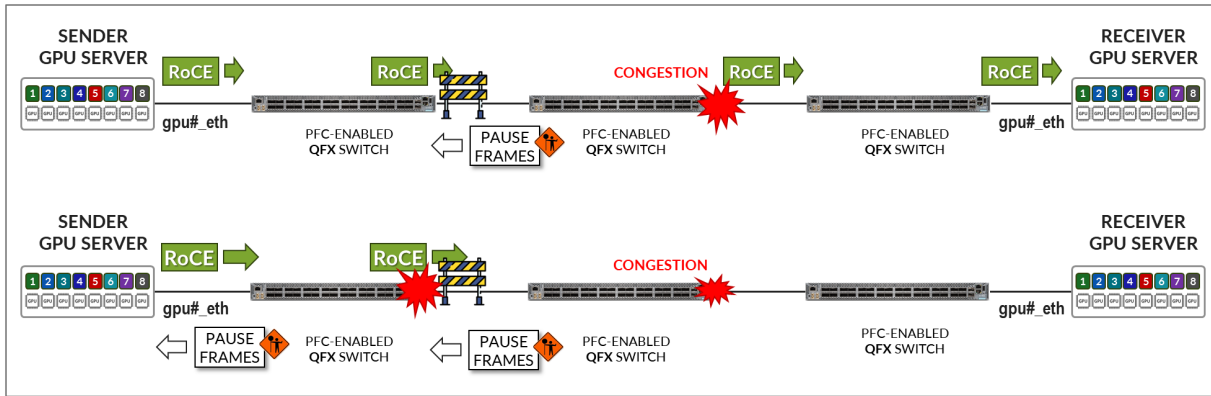 SENDER
GPU SERVER
RoCE
RoCE
CONGESTION
RoCE
RoCE
RECEIVER
GPU SERVER
1 2 3 4 5 6 7 8
GPU GPU GPU GPU GPU GPU GPU GPU
gpu#_eth
PFC-ENABLED
QFX SWITCH
PAUSE
FRAMES
PFC-ENABLED
QFX SWITCH
PFC-ENABLED
QFX SWITCH
gpu#_eth
1 2 3 4 5 6 7 8
GPU GPU GPU GPU GPU GPU GPU GPU
SENDER
GPU SERVER
RoCE
RoCE
CONGESTION
RECEIVER
GPU SERVER
1 2 3 4 5 6 7 8
GPU GPU GPU GPU GPU GPU GPU GPU
gpu#_eth
PAUSE
FRAMES
PFC-ENABLED
QFX SWITCH
PAUSE
FRAMES
PFC-ENABLED
QFX SWITCH
PFC-ENABLED
QFX SWITCH
gpu#_eth
1 2 3 4 5 6 7 8
GPU GPU GPU GPU GPU GPU GPU GPU